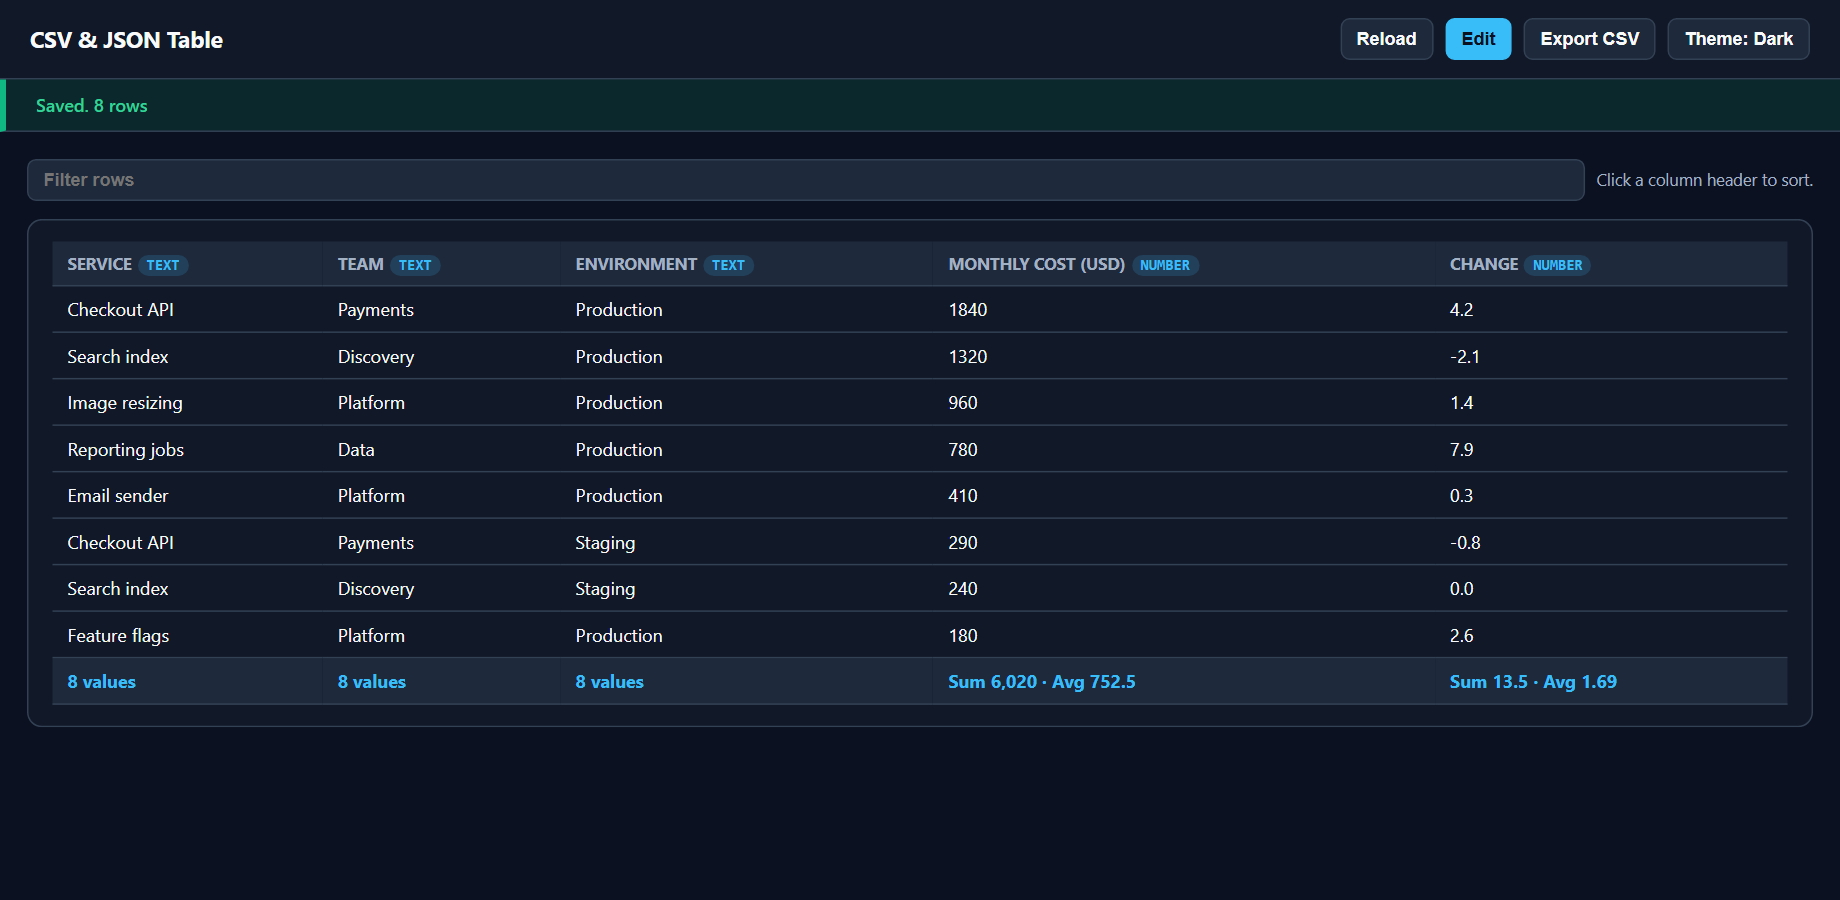 CSV & JSON Table
Reload Edit Export CSV Theme: Dark
Saved. 8 rows
Filter rows Click a column header to sort.
SERVICE TEXT TEAM TEXT ENVIRONMENT TEXT MONTHLY COST (USD) NUMBER CHANGE NUMBER
Checkout API Payments Production 1840 4.2
Search index Discovery Production 1320 -2.1
Image resizing Platform Production 960 1.4
Reporting jobs Data Production 780 7.9
Email sender Platform Production 410 0.3
Checkout API Payments Staging 290 -0.8
Search index Discovery Staging 240 0.0
Feature flags Platform Production 180 2.6
8 values 8 values 8 values Sum 6,020 · Avg 752.5 Sum 13.5 · Avg 1.69